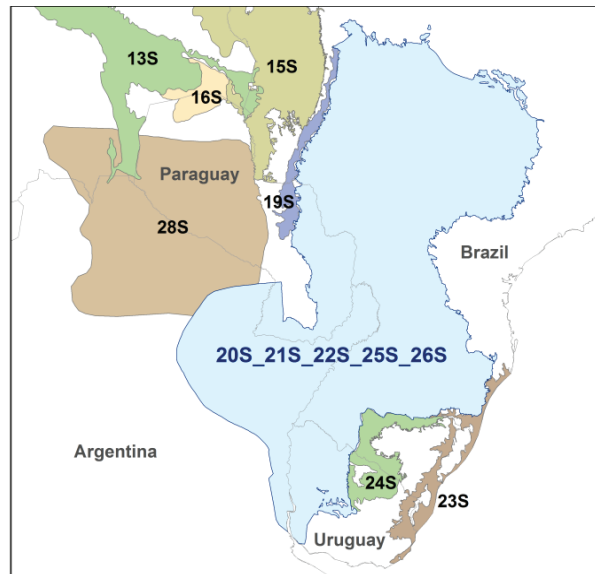 13S
15S
16S
Paraguay
19S
28S
Brazil
20S_21S_22S_25S_26S
Argentina
24S
23S
Uruguay